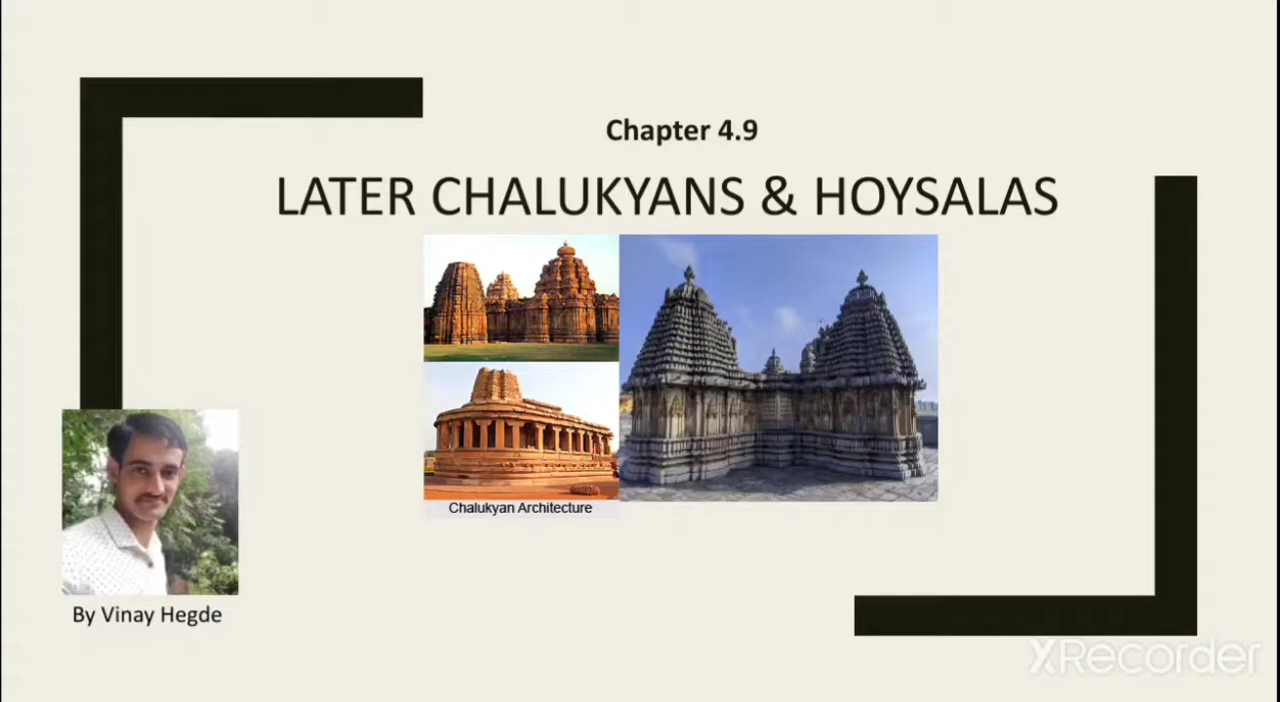 Chapter 4.9
LATER CHALUKYANS & HOYSALAS
Chalukyan Architecture
By Vinay Hegde
XRecorder